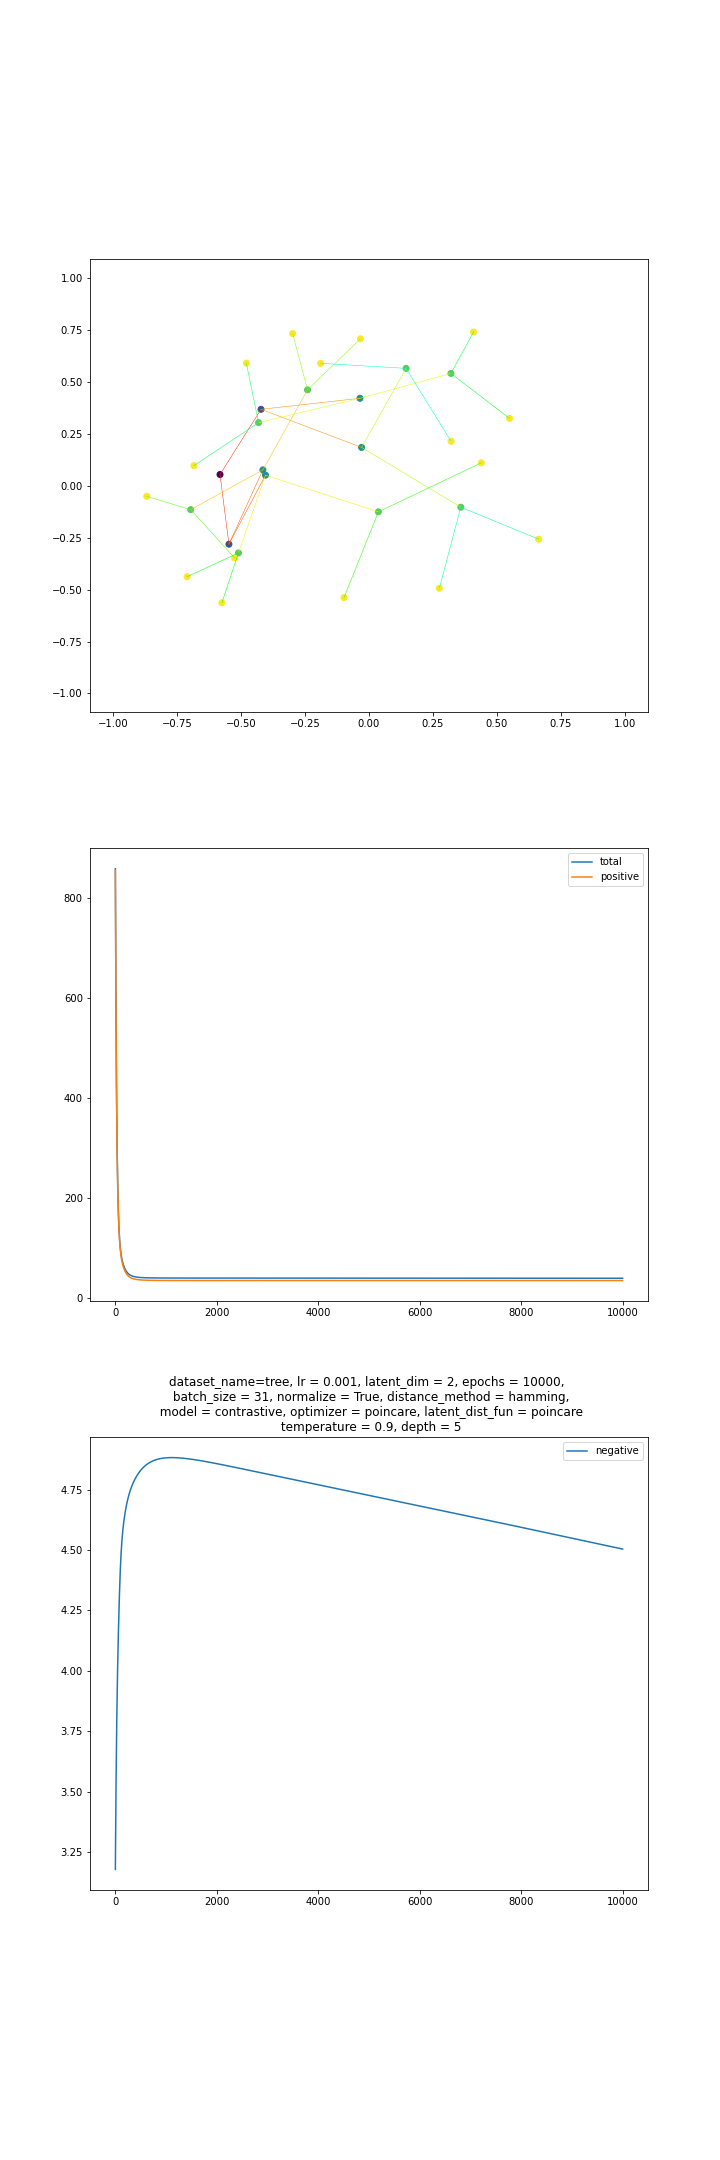 1.00
0.75
0.50
0.25
0.00
−0.25
−0.50
−0.75
−1.00
−1.00 −0.75 −0.50 −0.25 0.00 0.25 0.50 0.75 1.00
total
positive
800
600
400
200
0
0 2000 4000 6000 8000 10000
dataset_name=tree, lr = 0.001, latent_dim = 2, epochs = 10000,
batch_size = 31, normalize = True, distance_method = hamming,
model = contrastive, optimizer = poincare, latent_dist_fun = poincare
temperature = 0.9, depth = 5
negative
4.75
4.50
4.25
4.00
3.75
3.50
3.25
0 2000 4000 6000 8000 10000